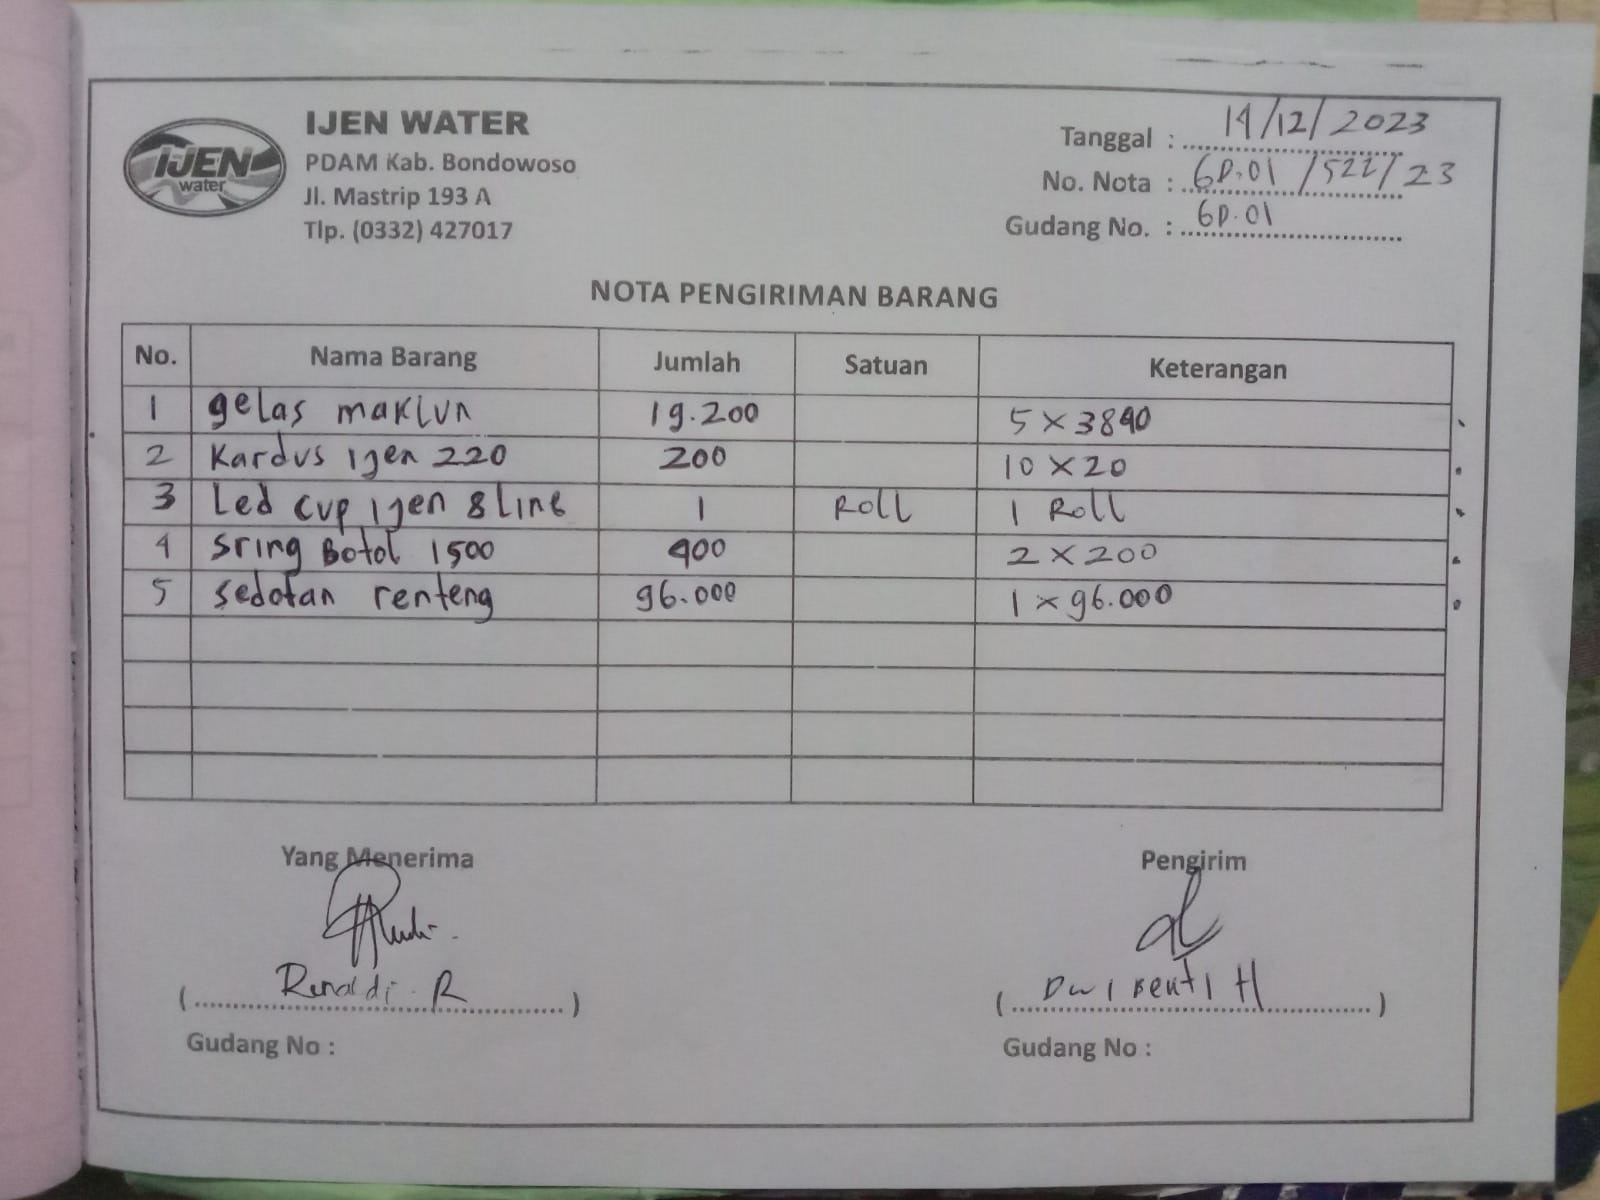 IJEN
water
IJEN WATER
PDAM Kab. Bondowoso
Jl. Mastrip 193 A
Tlp. (0332) 427017
Tanggal : 14/12/2023
No. Nota : GD.01 /522/23
Gudang No. : GD.01
NOTA PENGIRIMAN BARANG
No. Nama Barang Jumlah Satuan Keterangan
1 gelas maklun 19.200 5 x 3840
2 Kardus ijen 220 200 10 x 20
3 Led cup ijen 8 Line 1 Roll 1 Roll
4 Sring Botol 1500 400 2 x 200
5 Sedotan renteng 96.000 1 x 96.000
Yang Menerima Pengirim
( Renaldi. R ) ( Dwi H )
Gudang No : Gudang No :